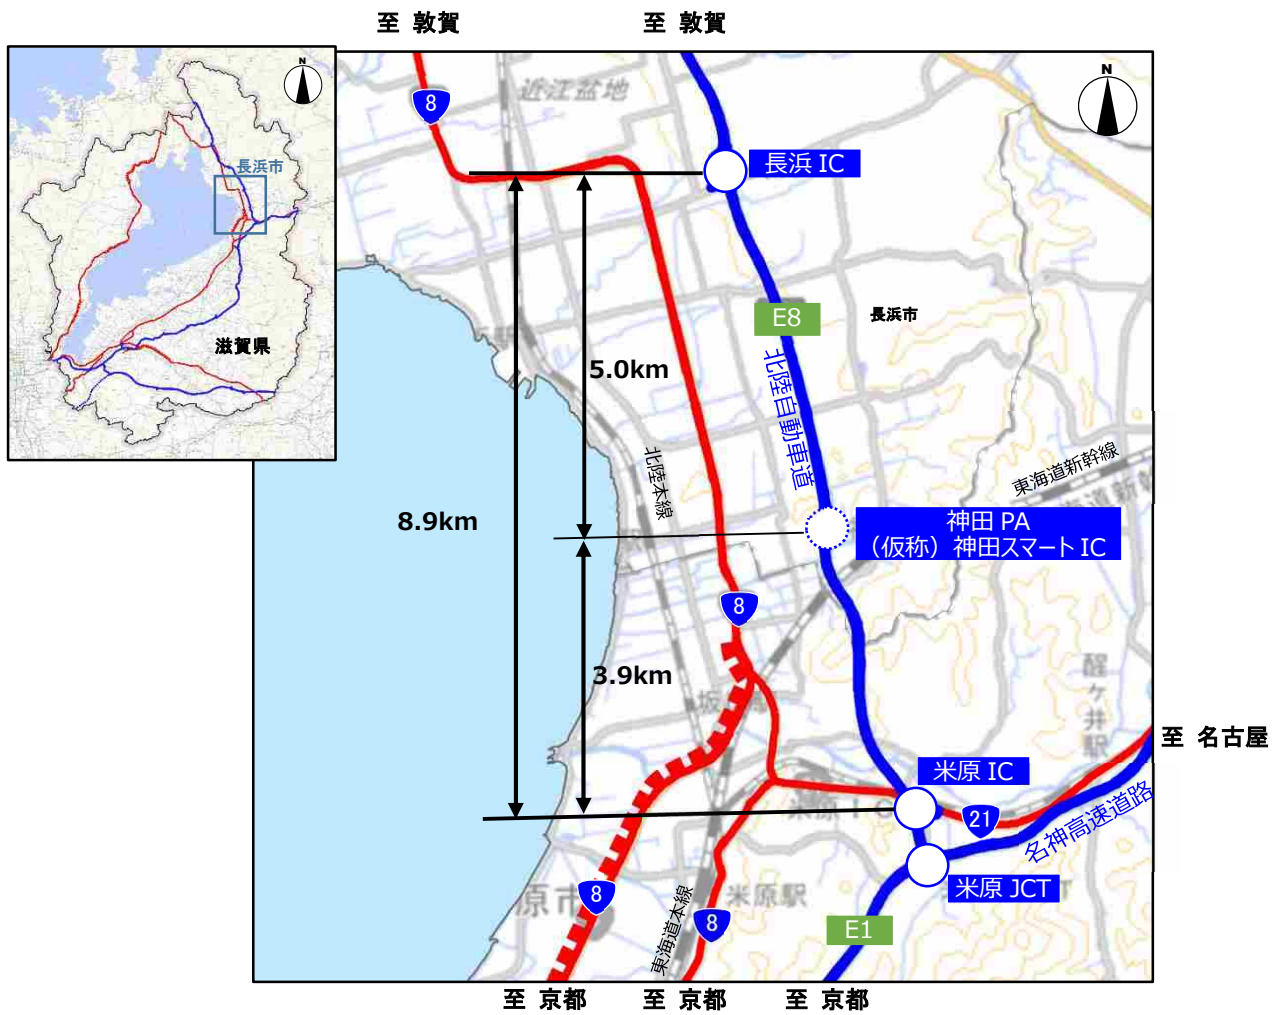 至 敦賀
至 敦賀
N
長浜市
滋賀県
N
8
近江盆地
長浜 IC
E8
長浜市
北陸自動車道
5.0km
北陸本線
東海道新幹線
8.9km
神田 PA
（仮称）神田スマート IC
8
3.9km
醒ヶ井駅
至 名古屋
米原 IC
21
名神高速道路
米原 JCT
8
原市
米原駅
8
東海道本線
E1
至 京都
至 京都
至 京都